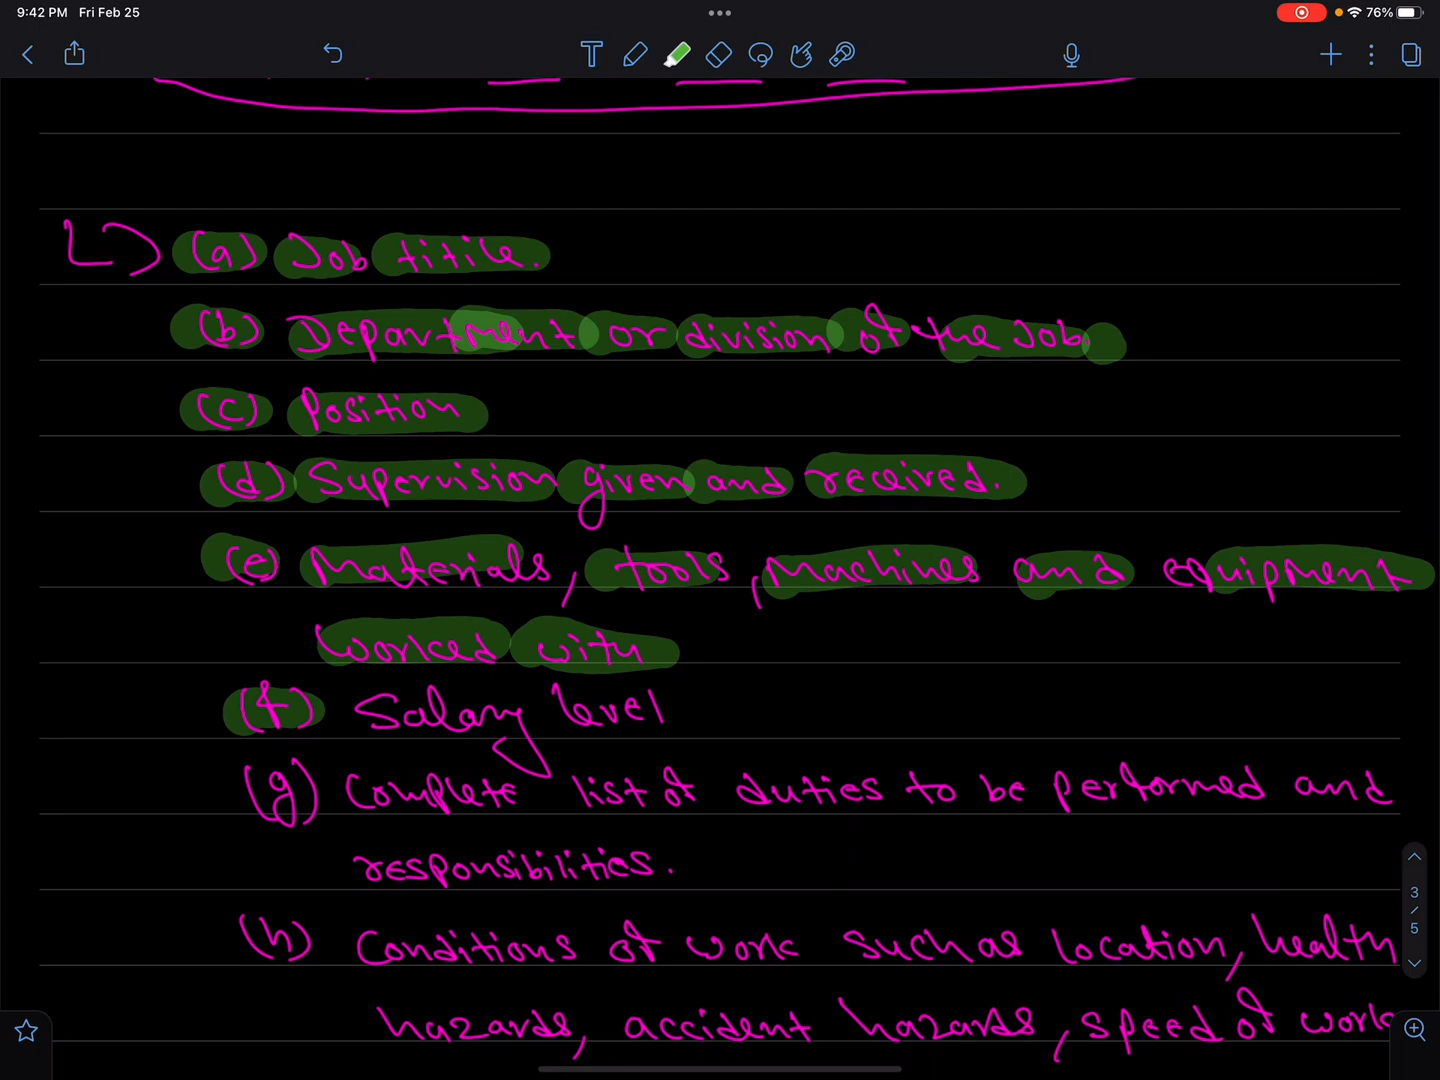 9:42 PM Fri Feb 25
76%
(a) Job titile.
(b) Department or division of the Job.
(c) Position
(d) Supervision given and received.
(e) Materials, tools, Machines and equipment
worked with
(f) Salary level
(g) Complete list of duties to be performed and
responsibilities.
(h) Conditions of work such as location, health
hazards, accident hazards, speed of work
3
/
5